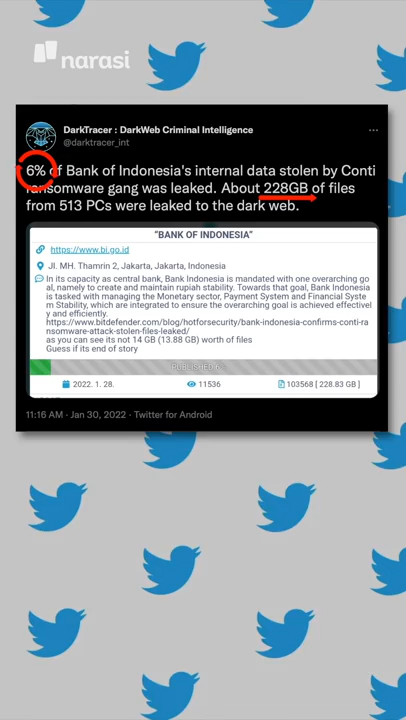 narasi
DarkTracer : DarkWeb Criminal Intelligence
@darktracer_int
6% of Bank of Indonesia's internal data stolen by Conti
ransomware gang was leaked. About 228GB of files
from 513 PCs were leaked to the dark web.
“BANK OF INDONESIA”
https://www.bi.go.id
Jl. MH. Thamrin 2, Jakarta, Jakarta, Indonesia
In its capacity as central bank, Bank Indonesia is mandated with one overarching go
al, namely to create and maintain rupiah stability. Towards that goal, Bank Indonesia
is tasked with managing the Monetary sector, Payment System and Financial Syste
m Stability, which are integrated to ensure the overarching goal is achieved effectivel
y and efficiently.
https://www.bitdefender.com/blog/hotforsecurity/bank-indonesia-confirms-conti-ra
nsomware-attack-stolen-files-leaked/
as you can see its not 14 GB (13.88 GB) worth of files
Guess if its end of story
2022. 1. 28.
11536
103568 [ 228.83 GB ]
11:16 AM · Jan 30, 2022 · Twitter for Android